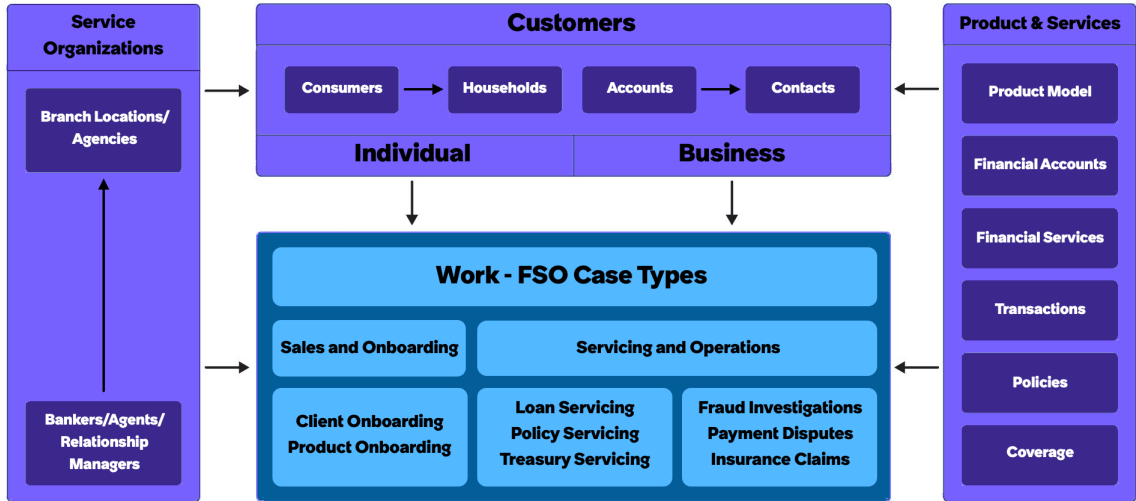 Service
Organizations
Branch Locations/
Agencies
Bankers/Agents/
Relationship
Managers
Customers
Consumers
Households
Accounts
Contacts
Individual
Business
Work - FSO Case Types
Sales and Onboarding
Servicing and Operations
Client Onboarding
Product Onboarding
Loan Servicing
Policy Servicing
Treasury Servicing
Fraud Investigations
Payment Disputes
Insurance Claims
Product & Services
Product Model
Financial Accounts
Financial Services
Transactions
Policies
Coverage